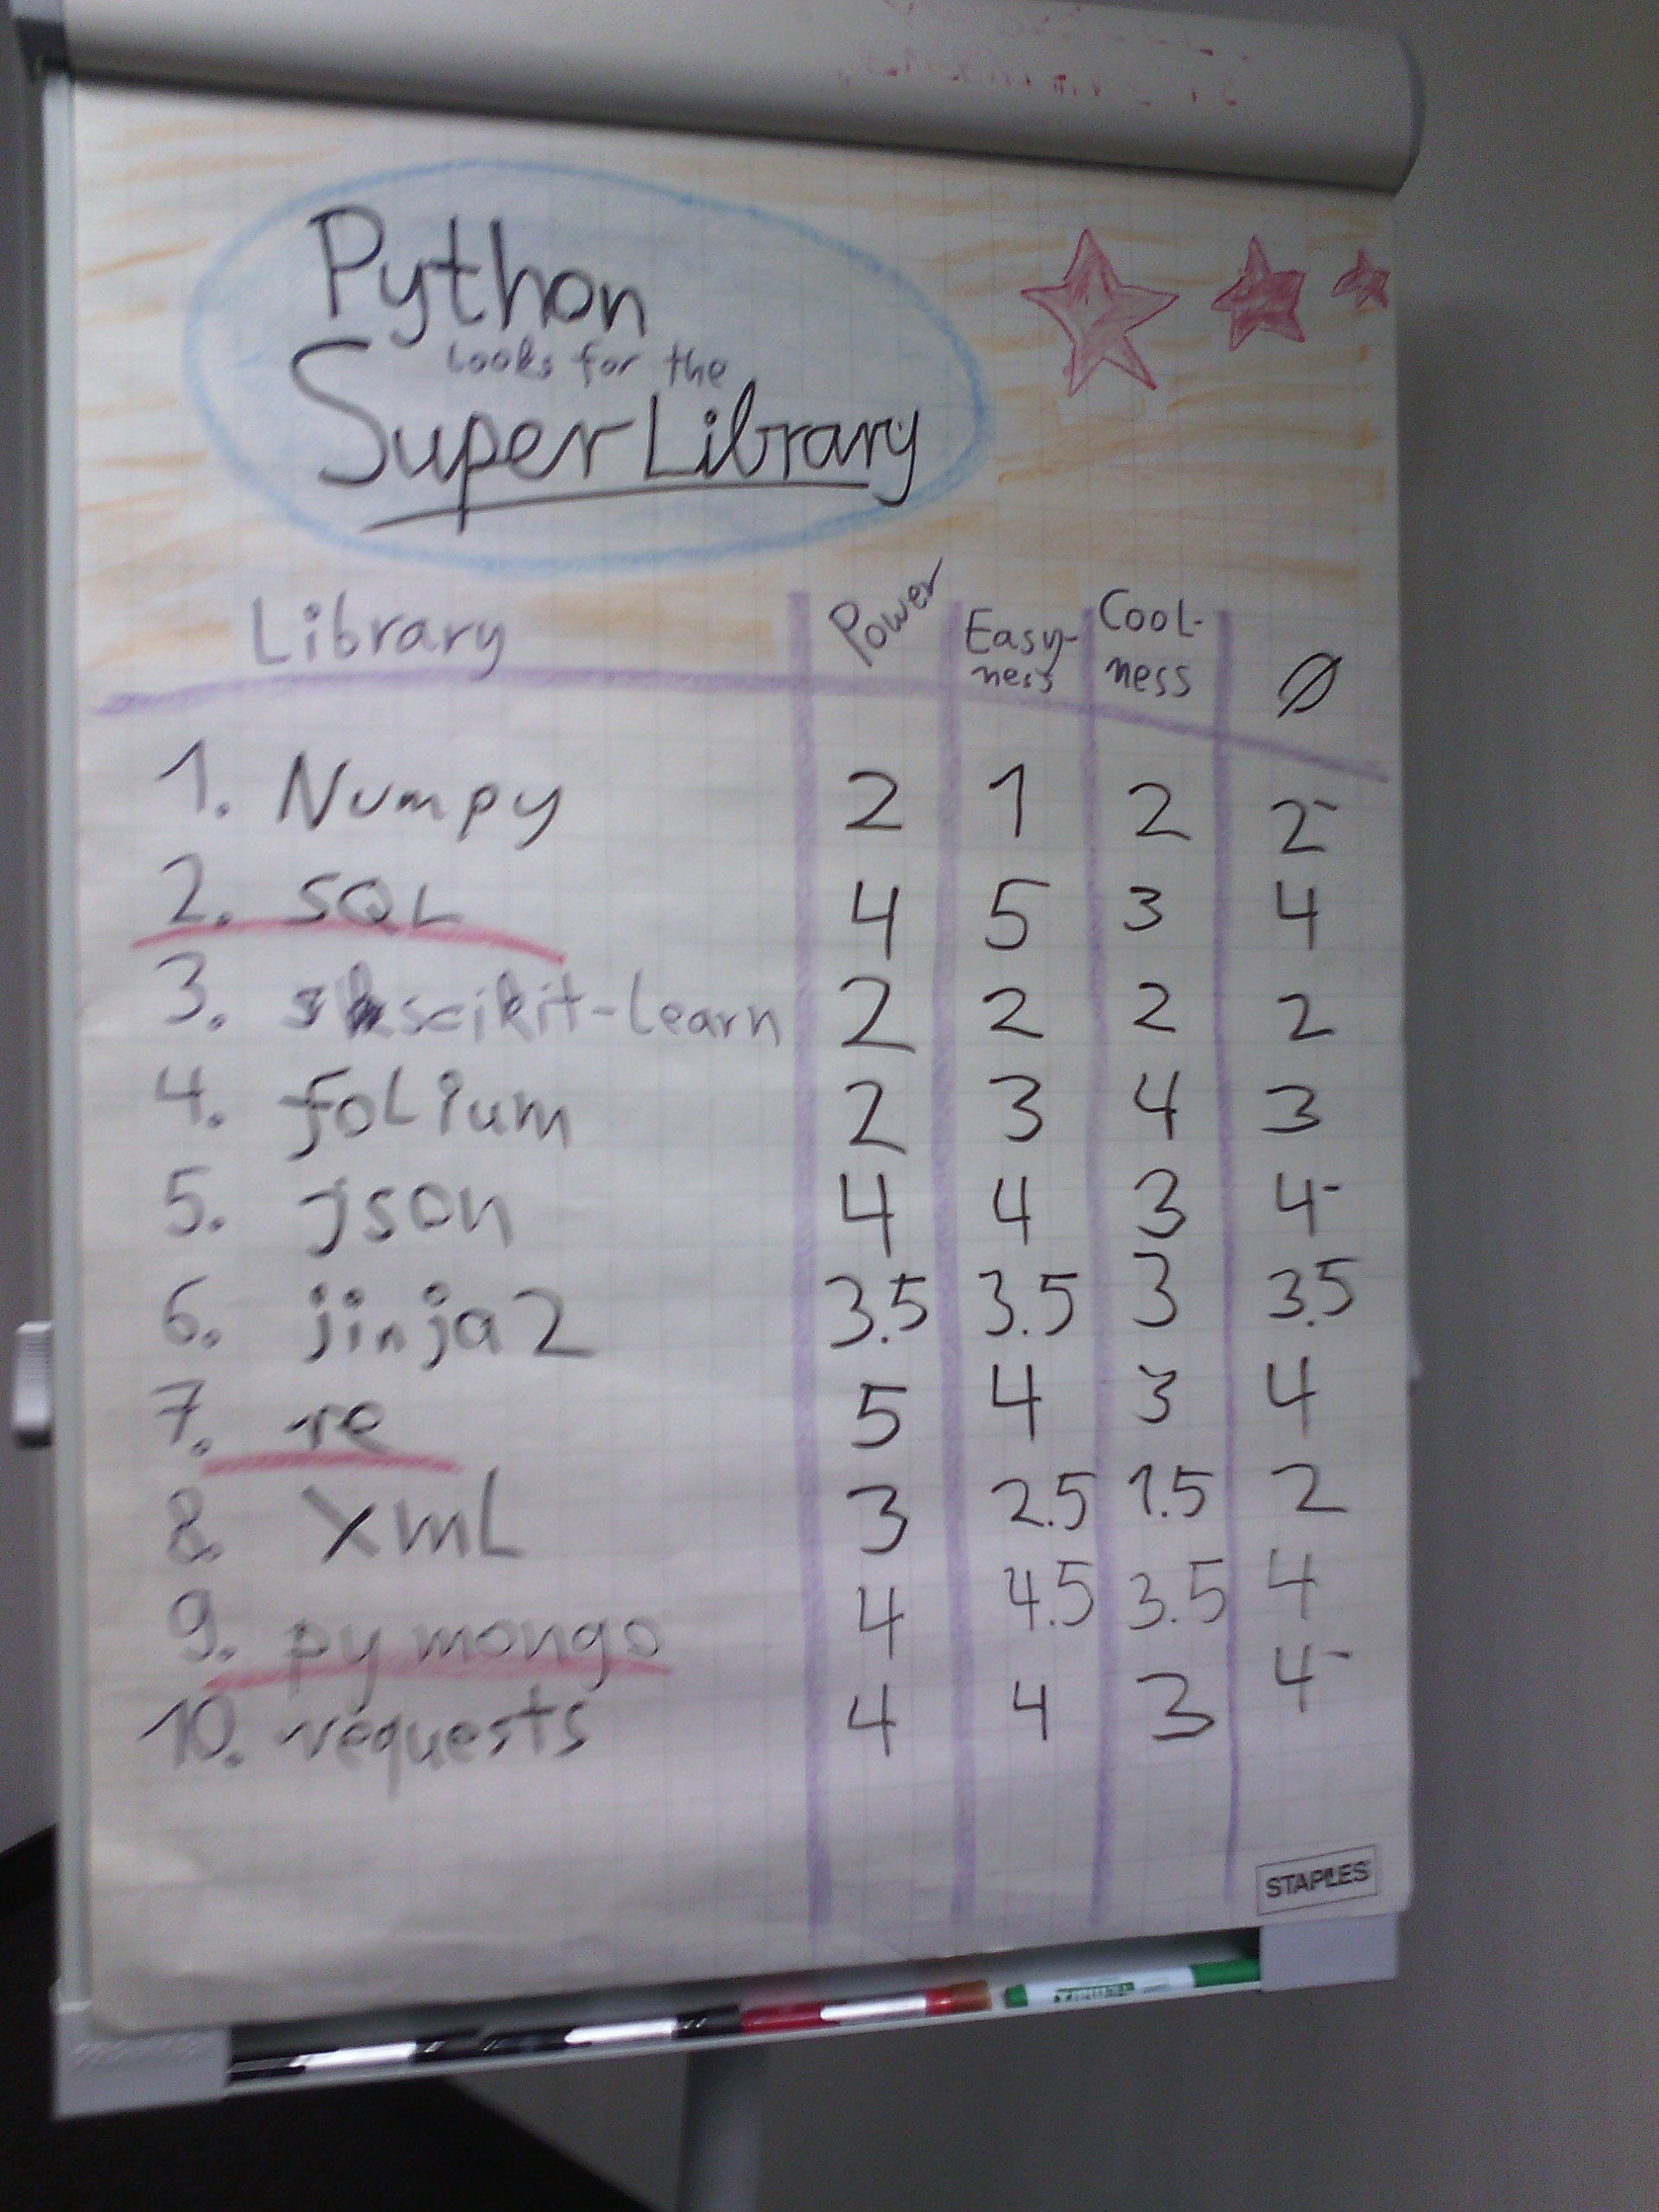 Python
looks for the
Super Library
Library Power Easy-ness Cool-ness Ø
1. Numpy 2 1 2 2-
2. SQL 4 5 3 4
3. scikit-learn 2 2 2 2
4. folium 2 3 4 3
5. json 4 4 3 4-
6. jinja2 3.5 3.5 3 3.5
7. re 5 4 3 4
8. XML 3 2.5 1.5 2
9. pymongo 4 4.5 3.5 4
10. requests 4 4 3 4-
STAPLES